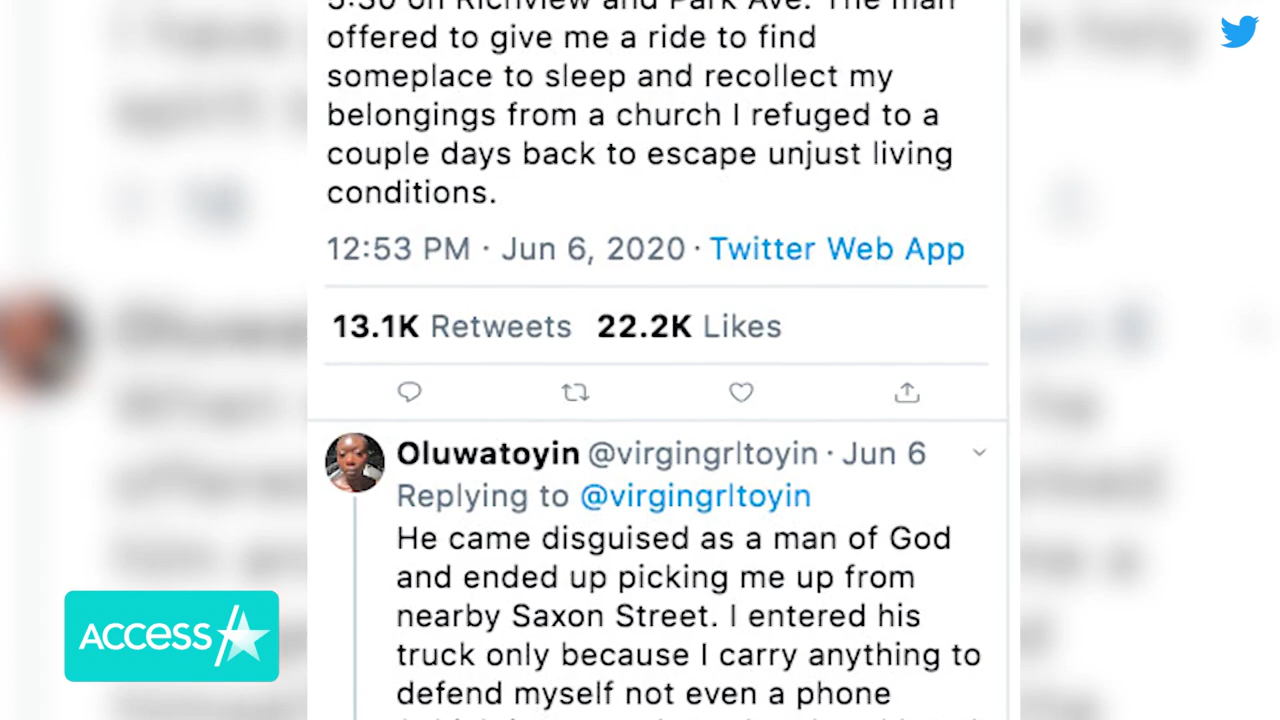 5:30 on Richview and Park Ave. The man
offered to give me a ride to find
someplace to sleep and recollect my
belongings from a church I refuged to a
couple days back to escape unjust living
conditions.
12:53 PM · Jun 6, 2020 · Twitter Web App
13.1K Retweets 22.2K Likes
Oluwatoyin @virgingrltoyin · Jun 6
Replying to @virgingrltoyin
He came disguised as a man of God
and ended up picking me up from
nearby Saxon Street. I entered his
truck only because I carry anything to
defend myself not even a phone
ACCESS